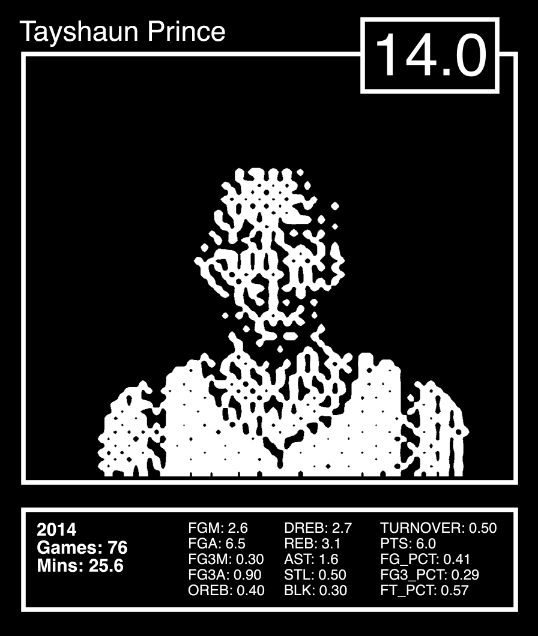 Tayshaun Prince
14.0
2014
Games: 76
Mins: 25.6
FGM: 2.6
FGA: 6.5
FG3M: 0.30
FG3A: 0.90
OREB: 0.40
DREB: 2.7
REB: 3.1
AST: 1.6
STL: 0.50
BLK: 0.30
TURNOVER: 0.50
PTS: 6.0
FG_PCT: 0.41
FG3_PCT: 0.29
FT_PCT: 0.57